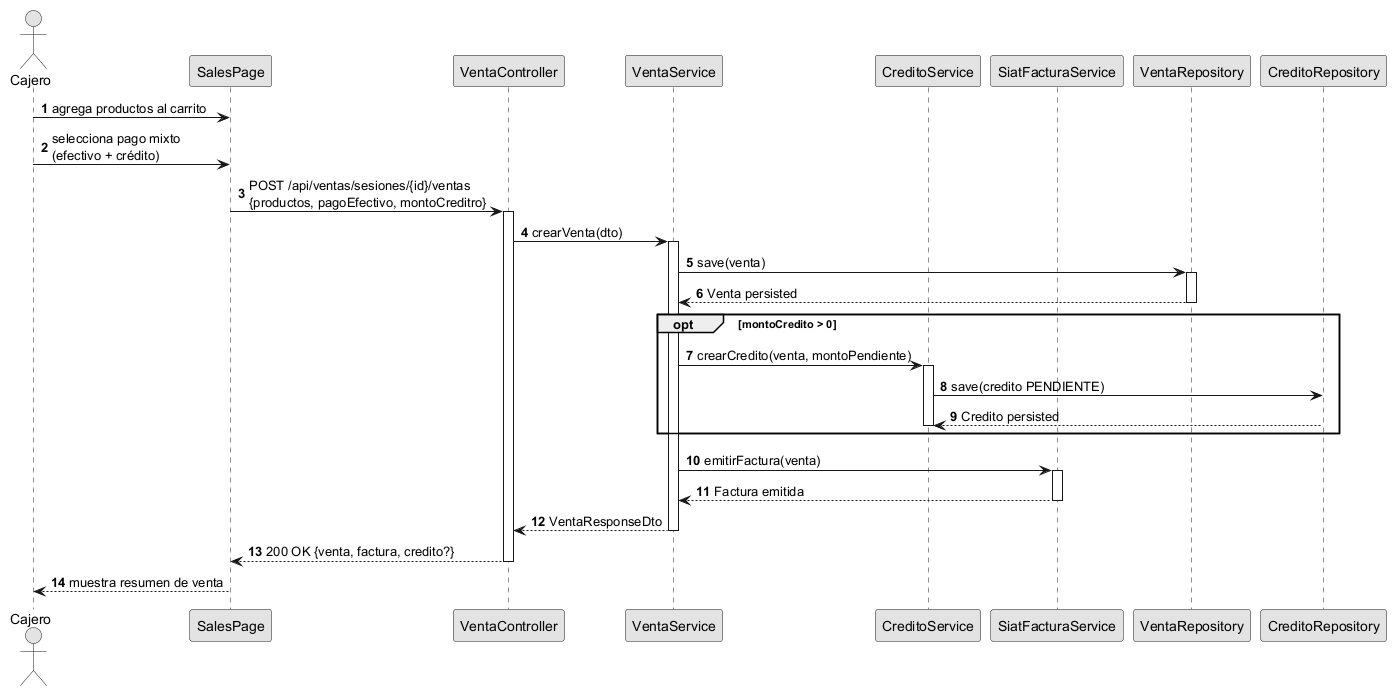 Cajero
SalesPage
VentaController
VentaService
CreditoService
SiatFacturaService
VentaRepository
CreditoRepository
1 agrega productos al carrito
2 selecciona pago mixto
(efectivo + crédito)
3 POST /api/ventas/sesiones/{id}/ventas
{productos, pagoEfectivo, montoCreditro}
4 crearVenta(dto)
5 save(venta)
6 Venta persisted
opt [montoCredito > 0]
7 crearCredito(venta, montoPendiente)
8 save(credito PENDIENTE)
9 Credito persisted
10 emitirFactura(venta)
11 Factura emitida
12 VentaResponseDto
13 200 OK {venta, factura, credito?}
14 muestra resumen de venta
Cajero
SalesPage
VentaController
VentaService
CreditoService
SiatFacturaService
VentaRepository
CreditoRepository